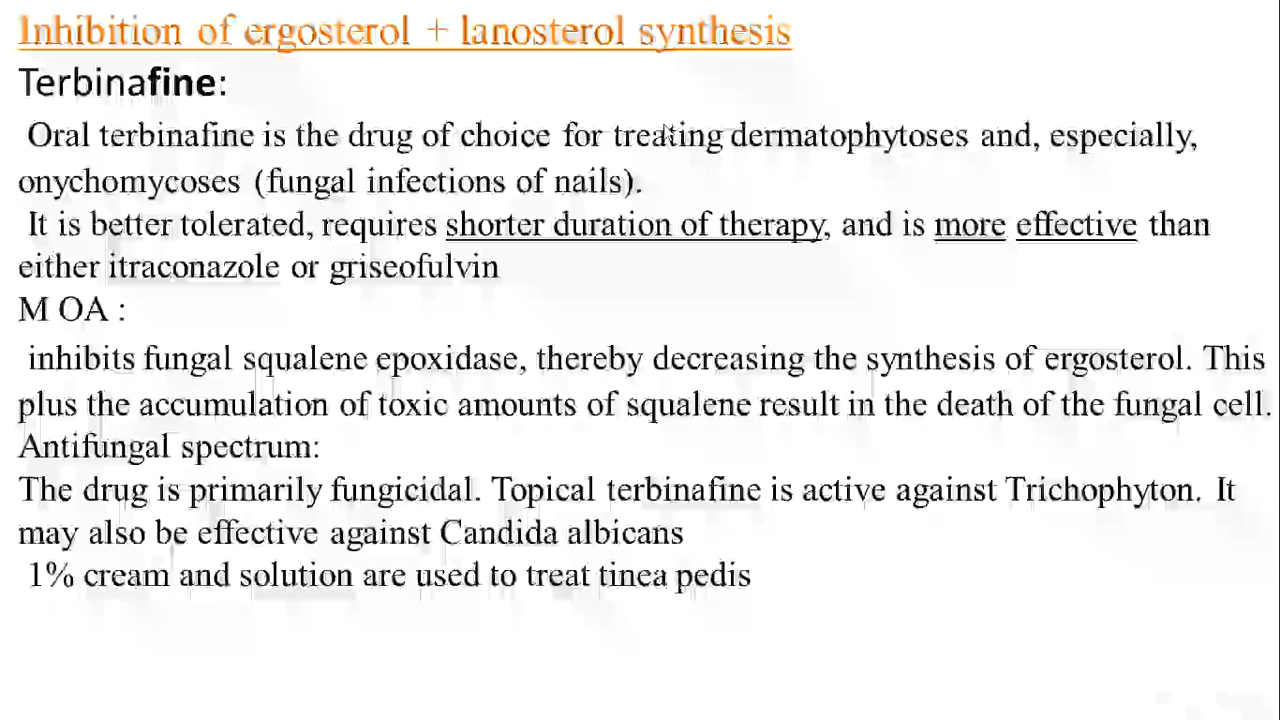 Inhibition of ergosterol + lanosterol synthesis
Terbinafine:
Oral terbinafine is the drug of choice for treating dermatophytoses and, especially,
onychomycoses (fungal infections of nails).
It is better tolerated, requires shorter duration of therapy, and is more effective than
either itraconazole or griseofulvin
M OA :
inhibits fungal squalene epoxidase, thereby decreasing the synthesis of ergosterol. This
plus the accumulation of toxic amounts of squalene result in the death of the fungal cell.
Antifungal spectrum:
The drug is primarily fungicidal. Topical terbinafine is active against Trichophyton. It
may also be effective against Candida albicans
1% cream and solution are used to treat tinea pedis